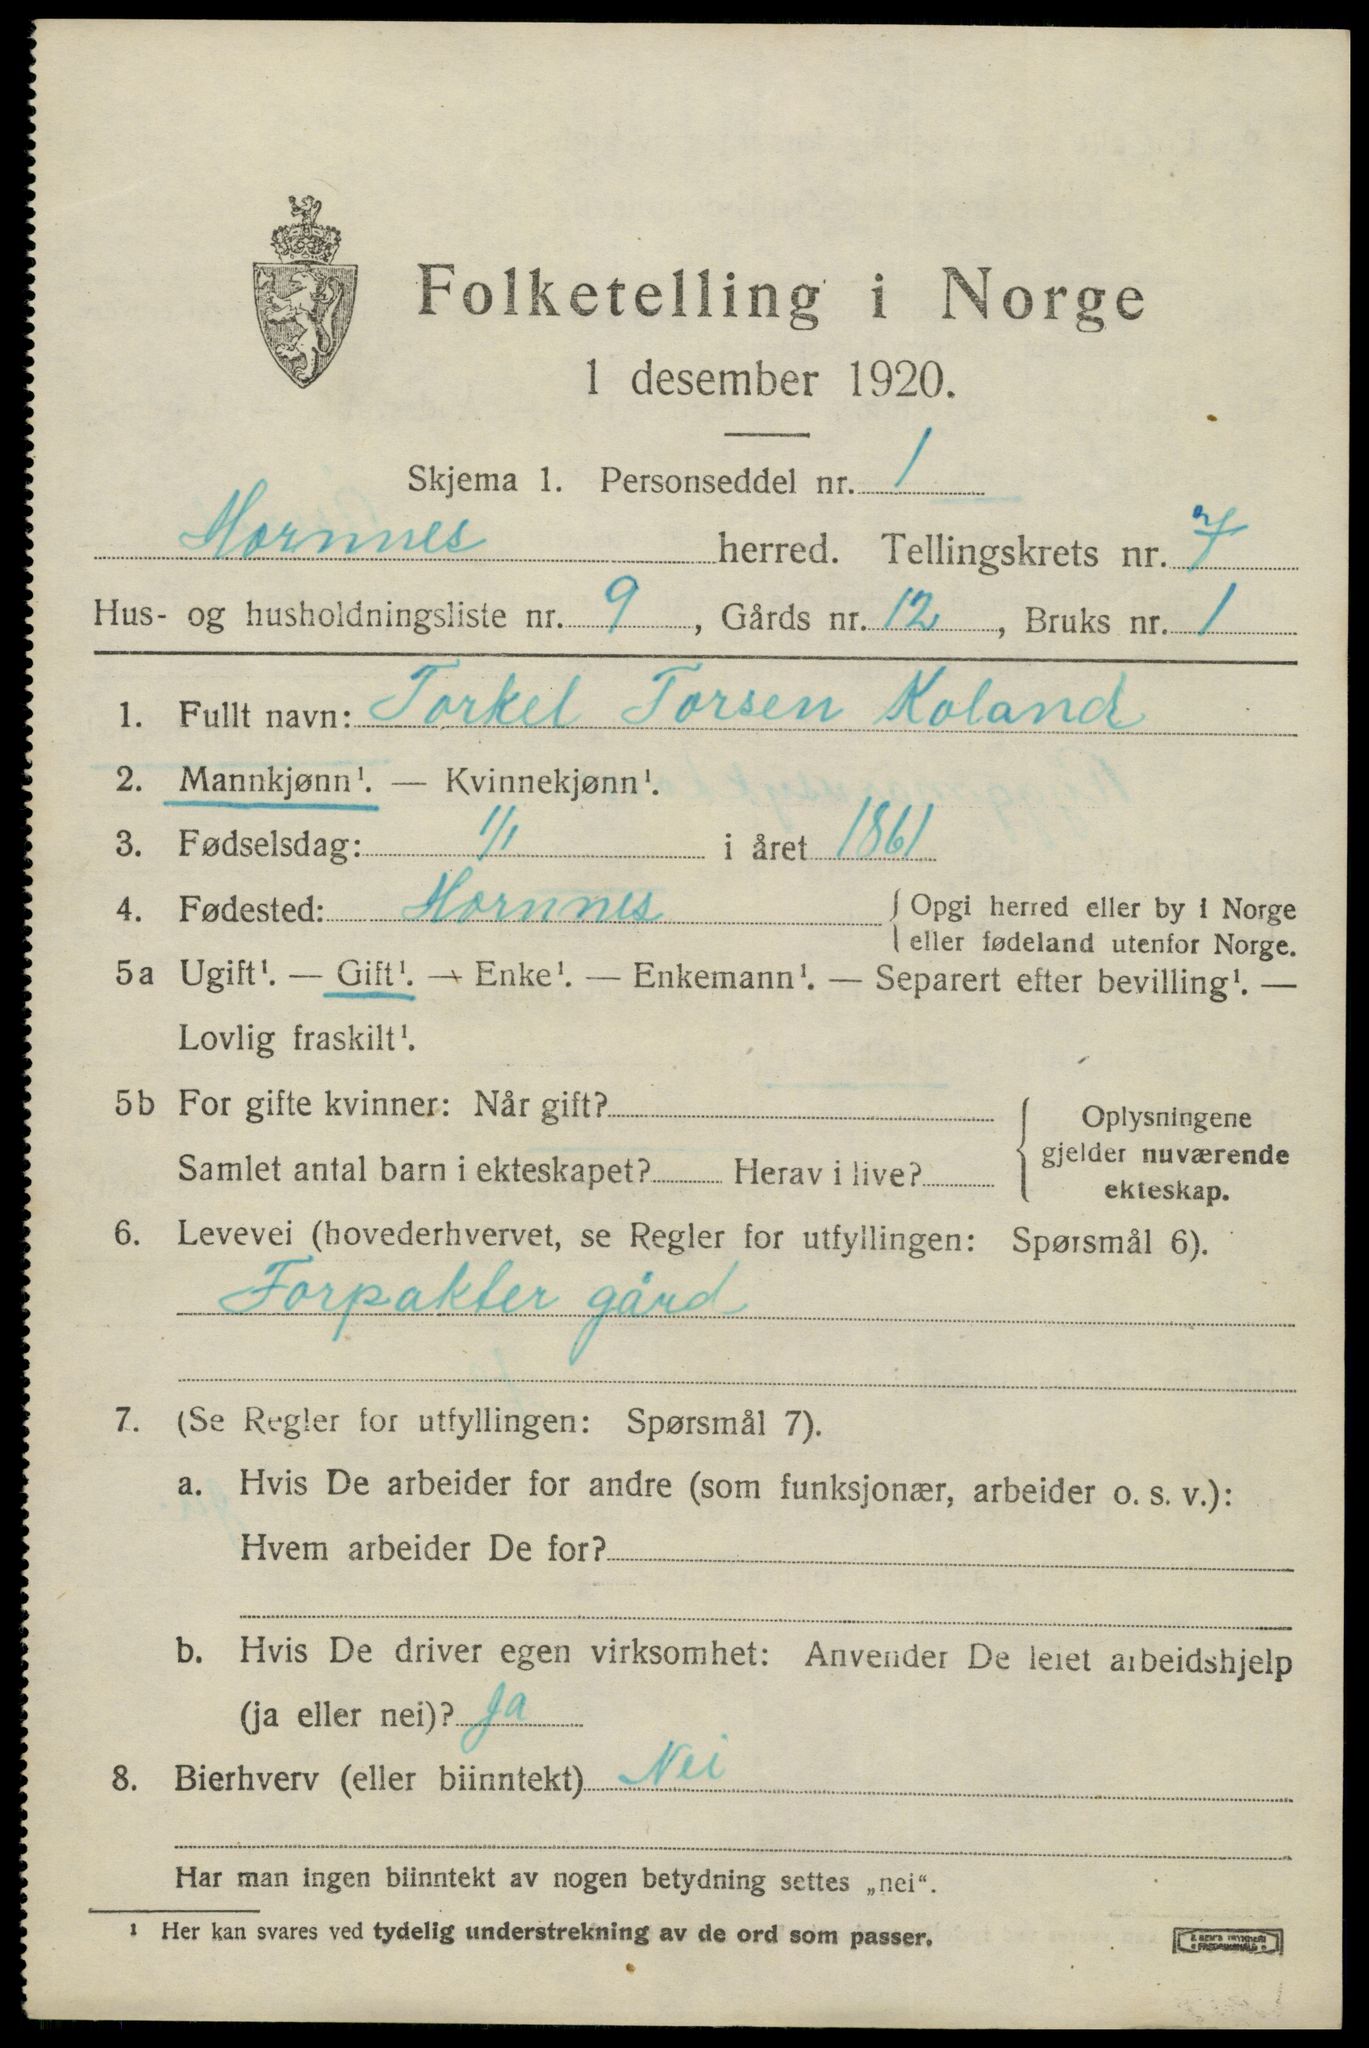 Folketelling i Norge
1 desember 1920.
Skjema 1. Personseddel nr. 1
Hornnes herred. Tellingskrets nr. 7
Hus- og husholdningsliste nr. 9, Gårds nr. 12, Bruks nr. 1
1. Fullt navn: Torkel Torsen Koland
2. Mannkjønn¹. — Kvinnekjønn¹.
3. Fødselsdag: 1/1 i året 1861
4. Fødested: Hornnes { Opgi herred eller by i Norge
eller fødeland utenfor Norge.
5a Ugift¹. — Gift¹. — Enke¹. — Enkemann¹. — Separert efter bevilling¹. —
Lovlig fraskilt¹.
5b For gifte kvinner: Når gift?
Samlet antal barn i ekteskapet? Herav i live?
Oplysningene
gjelder nuværende
ekteskap.
6. Levevei (hovederhvervet, se Regler for utfyllingen: Spørsmål 6).
Forpakter gård
7. (Se Regler for utfyllingen: Spørsmål 7).
a. Hvis De arbeider for andre (som funksjonær, arbeider o. s. v.):
Hvem arbeider De for?
b. Hvis De driver egen virksomhet: Anvender De leiet arbeidshjelp
(ja eller nei)? Ja
8. Bierhverv (eller biinntekt) Nei
Har man ingen biinntekt av nogen betydning settes „nei“.
¹ Her kan svares ved tydelig understrekning av de ord som passer.